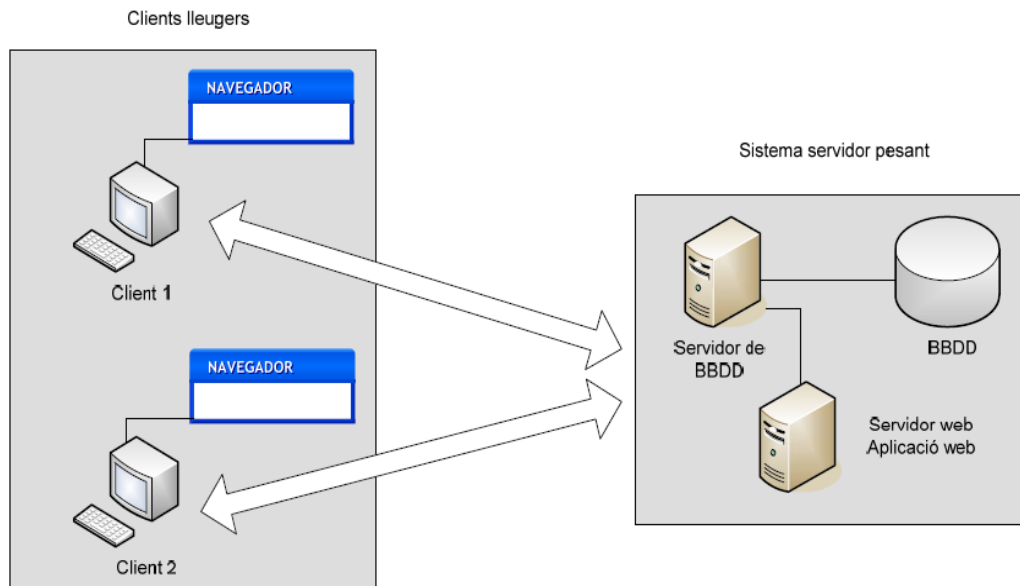 Clients lleugers
NAVEGADOR
Client 1
NAVEGADOR
Client 2
Sistema servidor pesant
Servidor de
BBDD
BBDD
Servidor web
Aplicació web